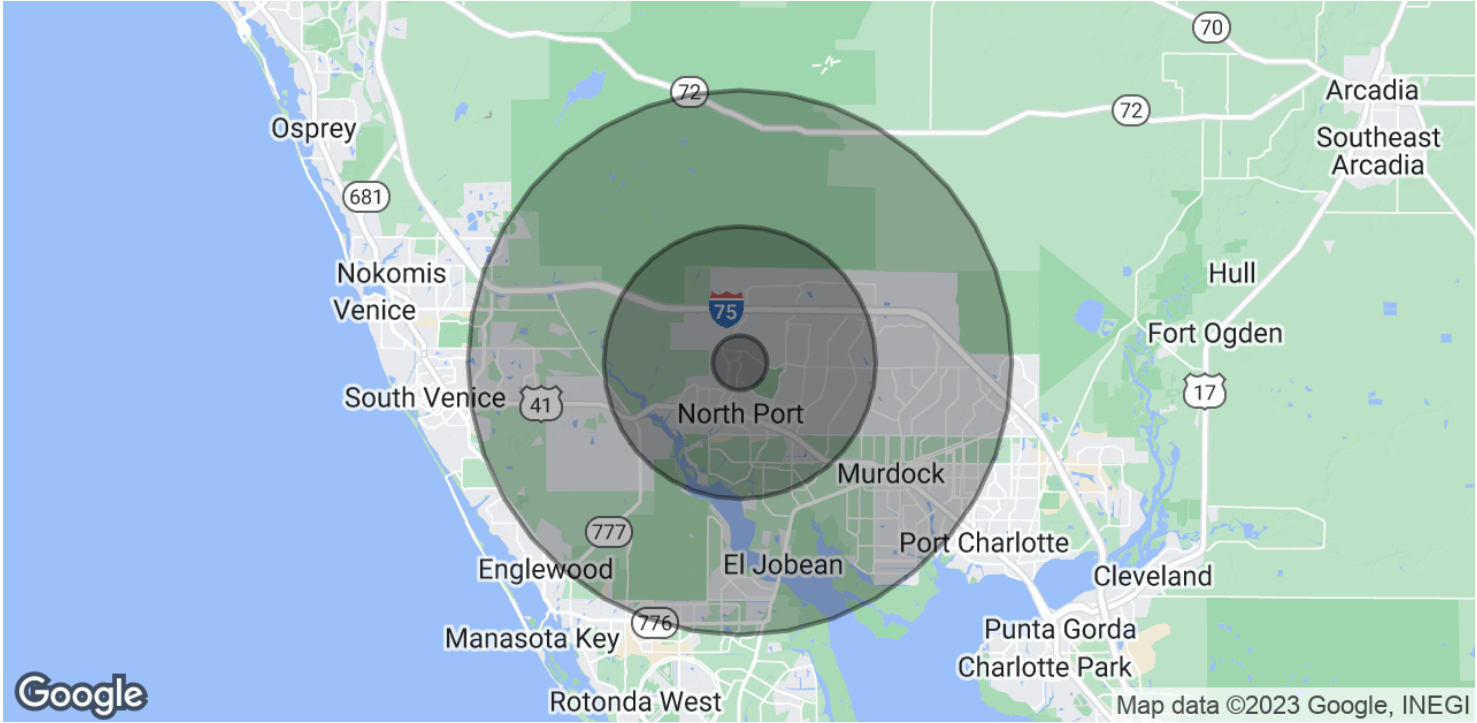 70
72
Arcadia
72
Osprey
Southeast
Arcadia
681
Nokomis
Hull
Venice
75
Fort Ogden
South Venice
41
17
North Port
Murdock
777
Port Charlotte
Englewood
El Jobean
Cleveland
776
Manasota Key
Punta Gorda
Charlotte Park
Rotonda West
Google
Map data ©2023 Google, INEGI